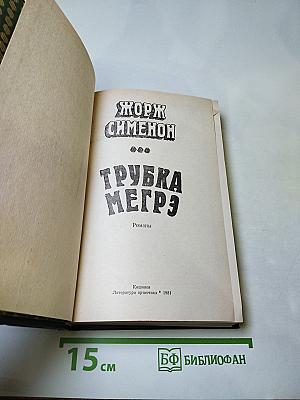 ЖОРЖ
СИМЕНОН
ТРУБКА
МЕГРЭ
Романы
Кишинев
Литература артистикэ • 1981
15 см
БФ БИБЛИОФАН